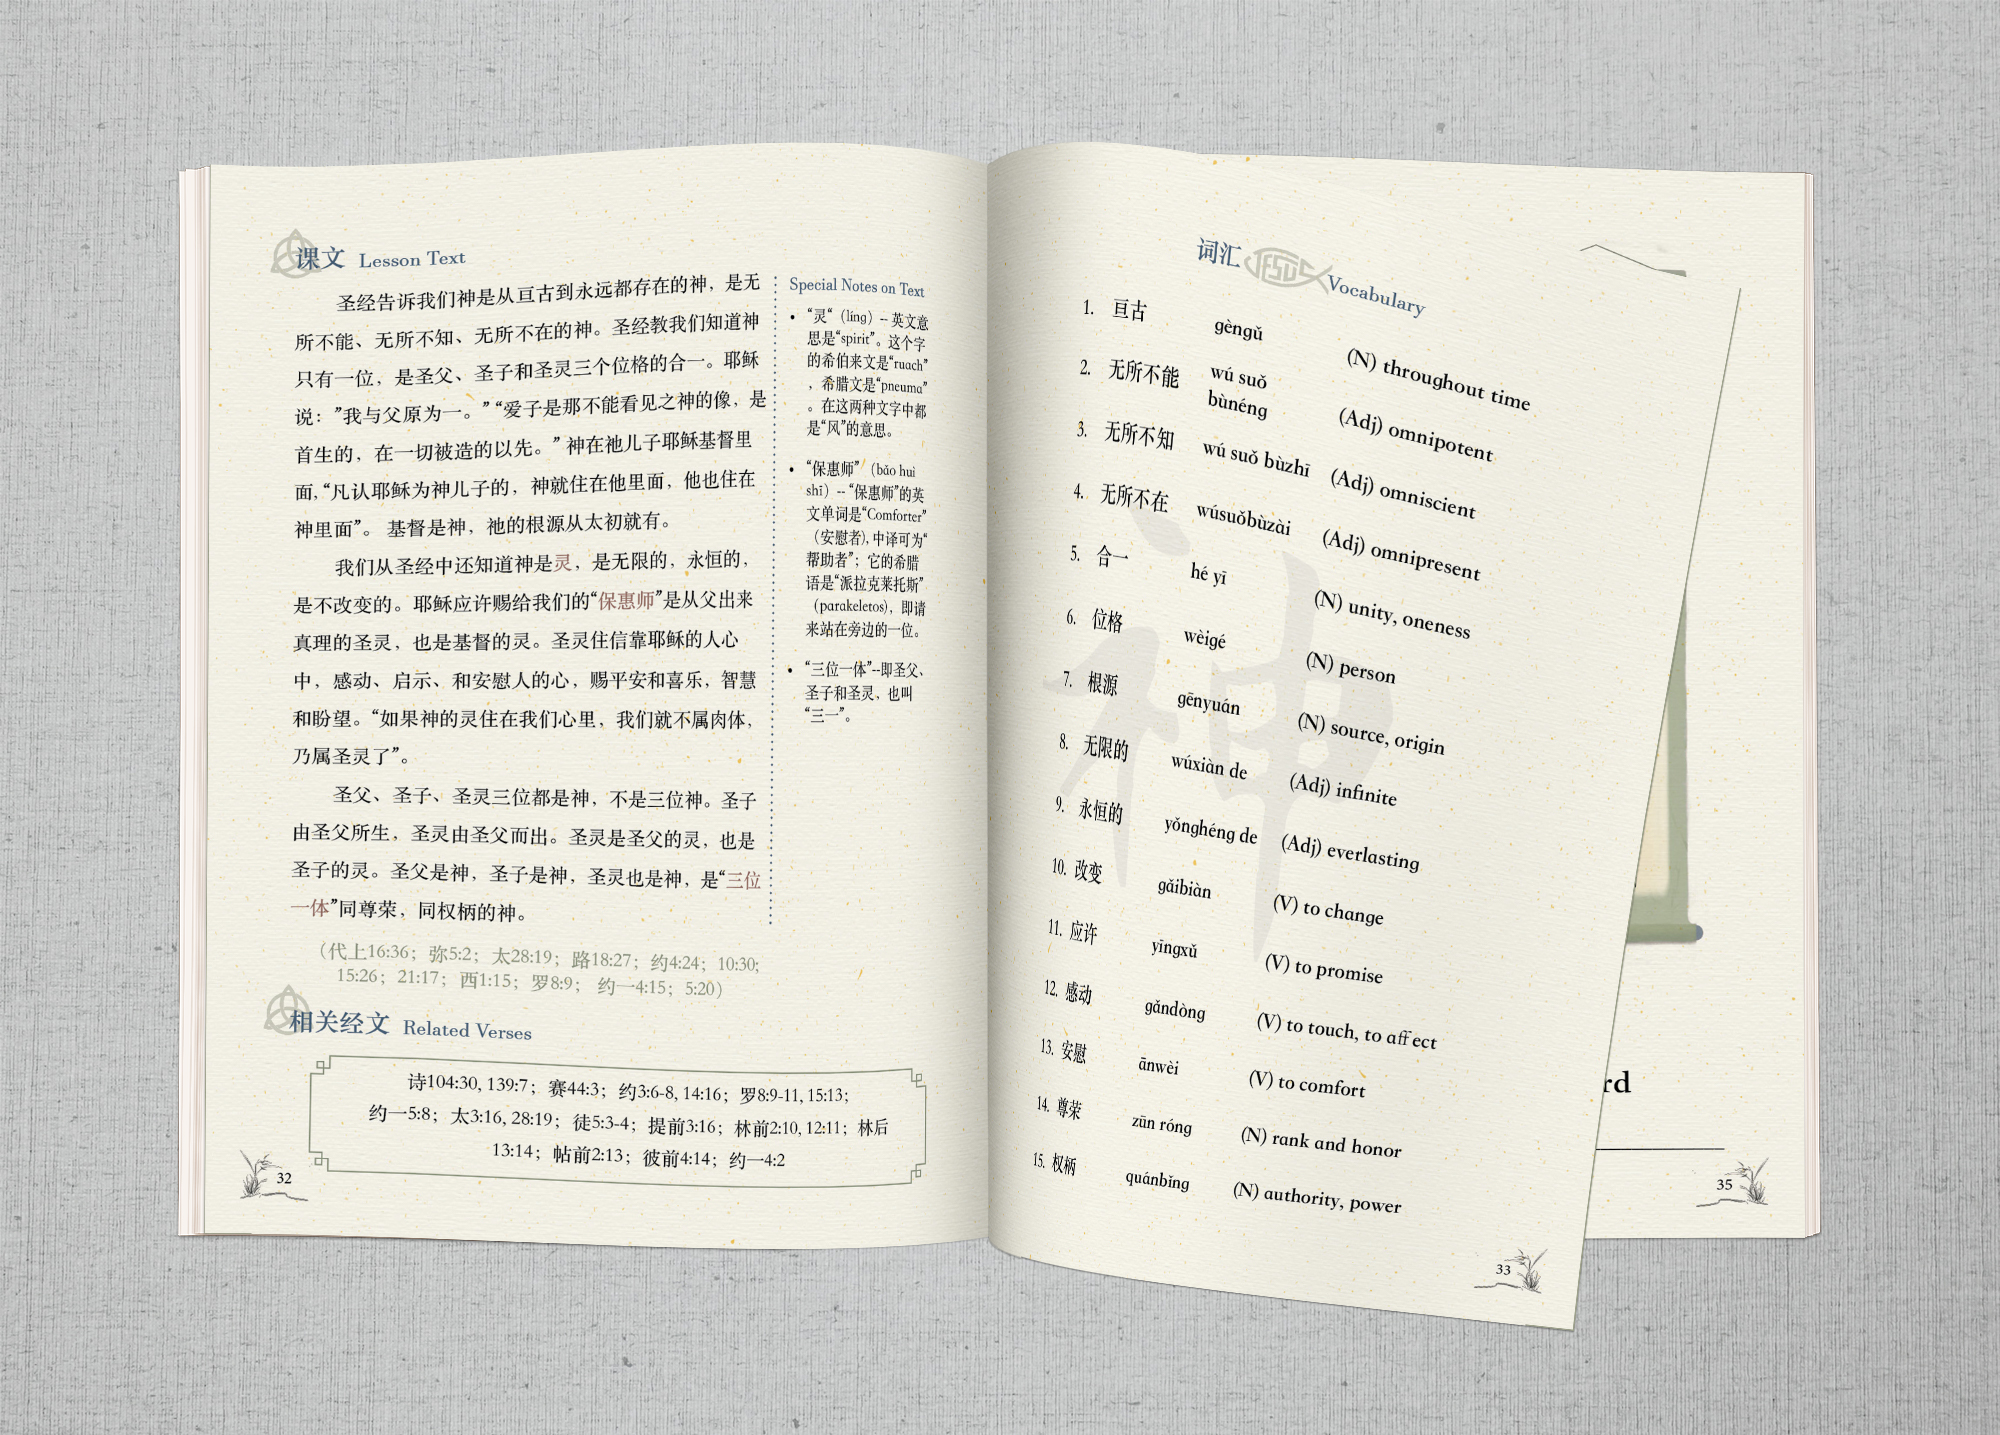 课文 Lesson Text
圣经告诉我们神是从亘古到永远都存在的神，是无
所不能、无所不知、无所不在的神。圣经教我们知道神
只有一位，是圣父、圣子和圣灵三个位格的合一。耶稣
说：”我与父原为一。” “爱子是那不能看见之神的像，是
首生的，在一切被造的以先。” 神在祂儿子耶稣基督里
面,“凡认耶稣为神儿子的，神就住在他里面，他也住在
神里面”。 基督是神，祂的根源从太初就有。
我们从圣经中还知道神是灵，是无限的，永恒的，
是不改变的。耶稣应许赐给我们的“保惠师”是从父出来
真理的圣灵，也是基督的灵。圣灵住信靠耶稣的人心
中，感动、启示、和安慰人的心，赐平安和喜乐，智慧
和盼望。“如果神的灵住在我们心里，我们就不属肉体，
乃属圣灵了”。
圣父、圣子、圣灵三位都是神，不是三位神。圣子
由圣父所生，圣灵由圣父而出。圣灵是圣父的灵，也是
圣子的灵。圣父是神，圣子是神，圣灵也是神，是“三位
一体”同尊荣，同权柄的神。
（代上16:36；弥5:2；太28:19；路18:27；约4:24；10:30;
15:26；21:17；西1:15；罗8:9； 约一4:15；5:20）
Special Notes on Text
• “灵“（líng）-- 英文意
思是“spirit”。这个字
的希伯来文是“ruach”
，希腊文是“pneuma”
。在这两种文字中都
是“风”的意思。
• “保惠师”（bǎo huì
shī）-- “保惠师”的英
文单词是“Comforter”
（安慰者), 中译可为“
帮助者”；它的希腊
语是“派拉克莱托斯”
（parakeletos)，即请
来站在旁边的一位。
• “三位一体”--即圣父、
圣子和圣灵，也叫
“三一”。
相关经文 Related Verses
诗104:30, 139:7；赛44:3；约3:6-8, 14:16；罗8:9-11, 15:13；
约一5:8；太3:16, 28:19；徒5:3-4；提前3:16；林前2:10, 12:11；林后
13:14；帖前2:13；彼前4:14；约一4:2
32
词汇 JESUS Vocabulary
神
1. 亘古 gèngǔ (N) throughout time
2. 无所不能 wú suǒ
bùnéng (Adj) omnipotent
3. 无所不知 wú suǒ bùzhī (Adj) omniscient
4. 无所不在 wúsuǒbùzài (Adj) omnipresent
5. 合一 hé yī (N) unity, oneness
6. 位格 wèigé (N) person
7. 根源 gēnyuán (N) source, origin
8. 无限的 wúxiàn de (Adj) infinite
9. 永恒的 yǒnghéng de (Adj) everlasting
10. 改变 gǎibiàn (V) to change
11. 应许 yīngxǔ (V) to promise
12. 感动 gǎndòng (V) to touch, to affect
13. 安慰 ānwèi (V) to comfort
14. 尊荣 zūn róng (N) rank and honor
15. 权柄 quánbǐng (N) authority, power
33
rd
35